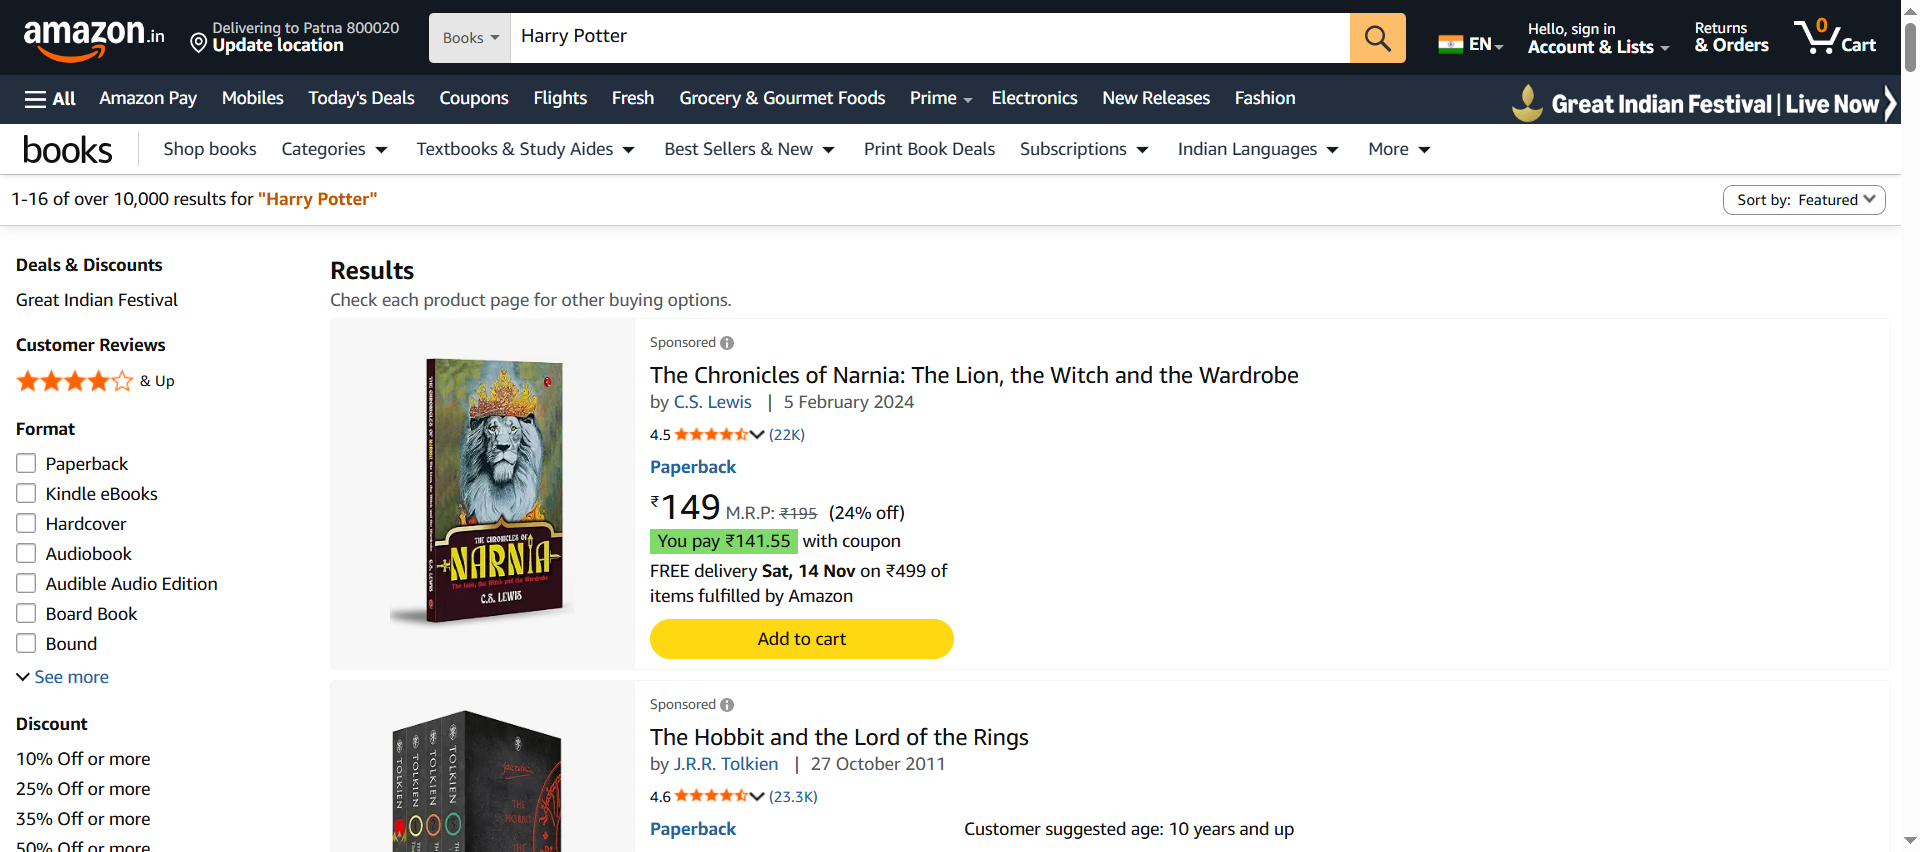 amazon.in
Delivering to Patna 800020
Update location
Books
Harry Potter
EN
Hello, sign in
Account & Lists
Returns
& Orders
0
Cart
All
Amazon Pay
Mobiles
Today's Deals
Coupons
Flights
Fresh
Grocery & Gourmet Foods
Prime
Electronics
New Releases
Fashion
Great Indian Festival | Live Now
books
Shop books
Categories
Textbooks & Study Aides
Best Sellers & New
Print Book Deals
Subscriptions
Indian Languages
More
1-16 of over 10,000 results for "Harry Potter"
Sort by: Featured
Deals & Discounts
Great Indian Festival
Customer Reviews
& Up
Format
Paperback
Kindle eBooks
Hardcover
Audiobook
Audible Audio Edition
Board Book
Bound
See more
Discount
10% Off or more
25% Off or more
35% Off or more
50% Off or more
Results
Check each product page for other buying options.
THE CHRONICLES OF
NARNIA
The Lion, the Witch and the Wardrobe
C.S. LEWIS
Sponsored
The Chronicles of Narnia: The Lion, the Witch and the Wardrobe
by C.S. Lewis | 5 February 2024
4.5 (22K)
Paperback
₹149 M.R.P: ₹195 (24% off)
You pay ₹141.55 with coupon
FREE delivery Sat, 14 Nov on ₹499 of
items fulfilled by Amazon
Add to cart
TOLKIEN
TOLKIEN
TOLKIEN
TOLKIEN
THE
HOBBIT
THE
Sponsored
The Hobbit and the Lord of the Rings
by J.R.R. Tolkien | 27 October 2011
4.6 (23.3K)
Paperback
Customer suggested age: 10 years and up